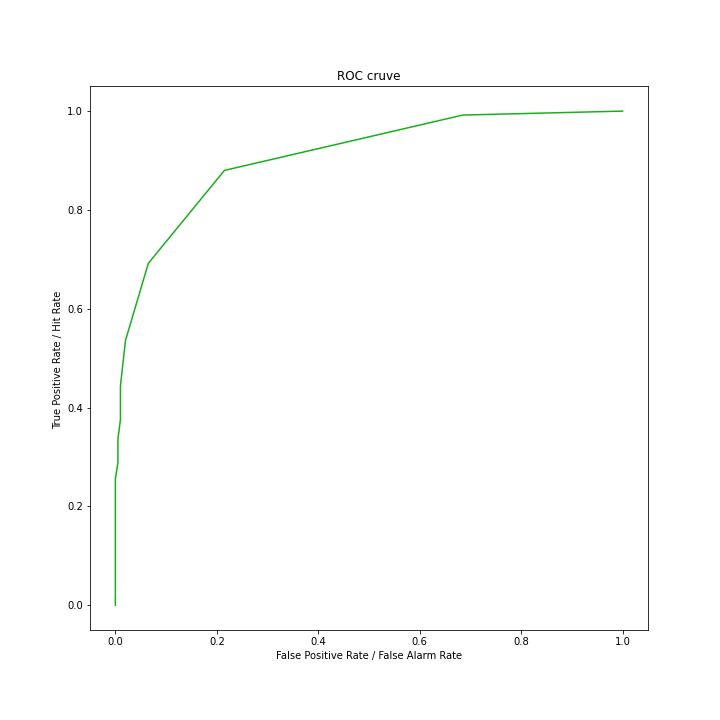 ROC cruve
1.0
0.8
0.6
0.4
0.2
0.0
True Positive Rate / Hit Rate
0.0 0.2 0.4 0.6 0.8 1.0
False Positive Rate / False Alarm Rate